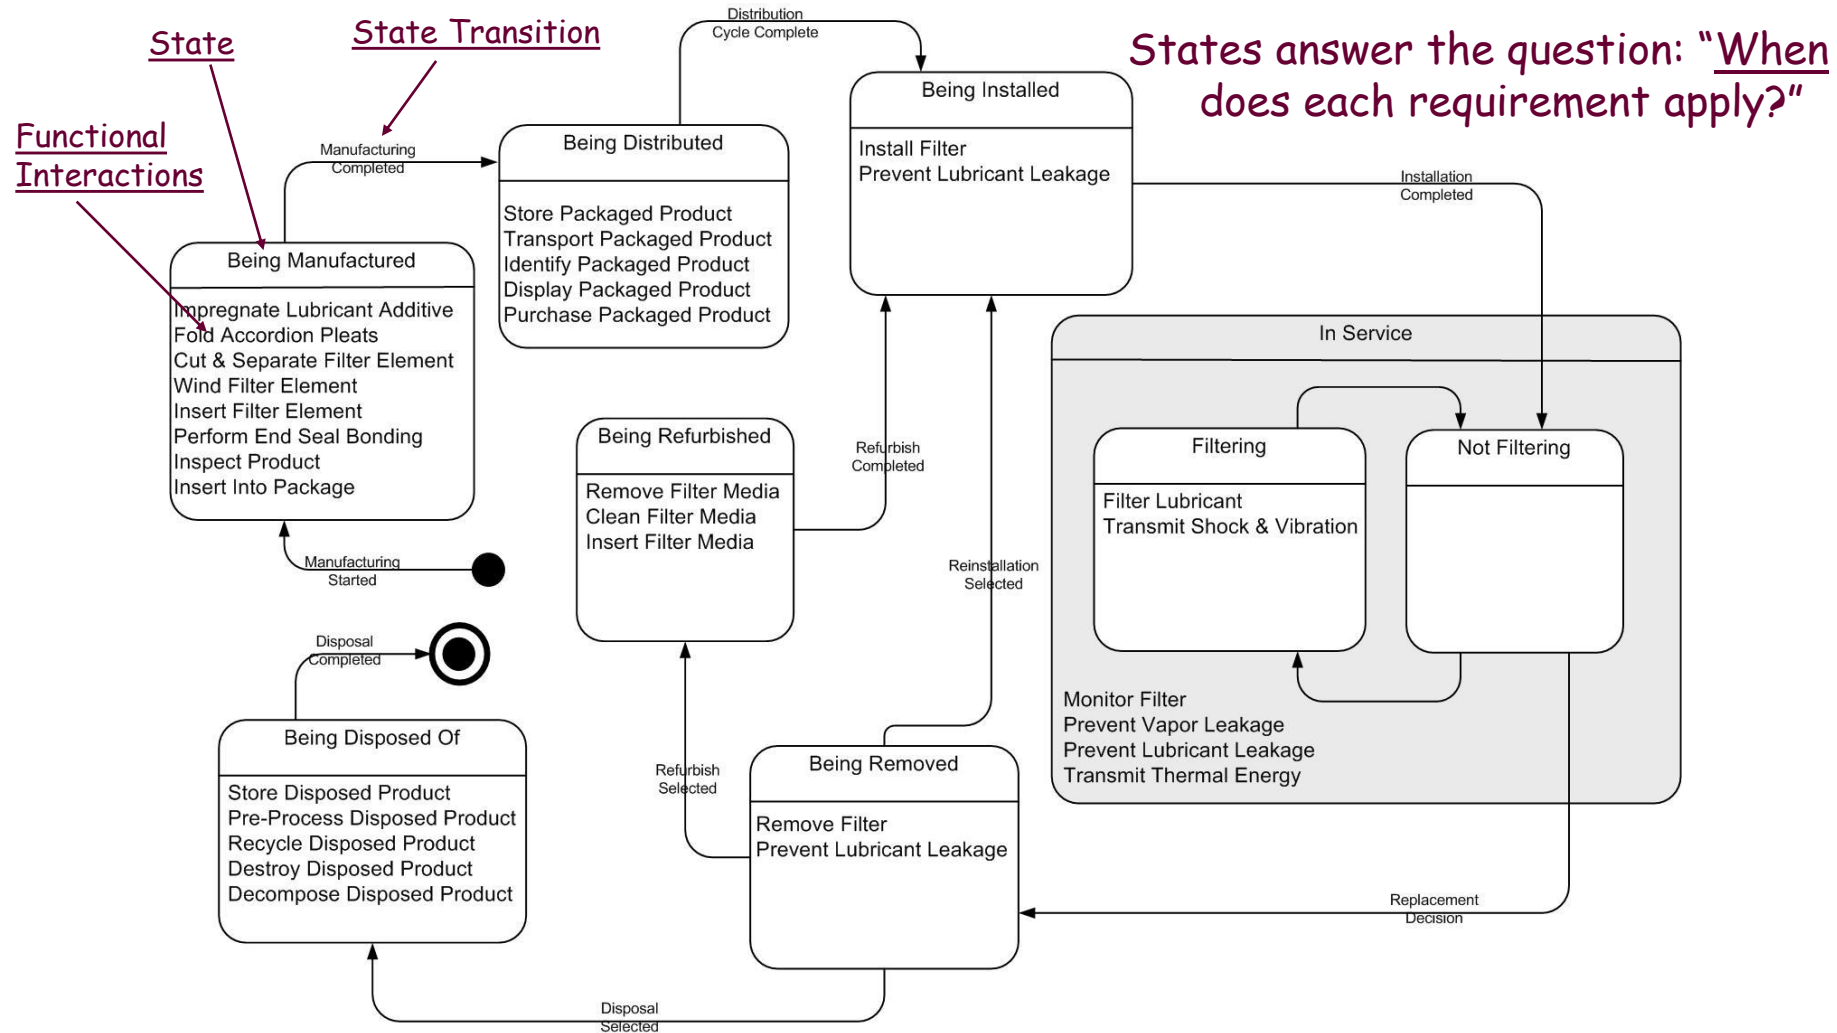 State
State Transition
Functional
Interactions
States answer the question: “When
does each requirement apply?”
Distribution
Cycle Complete
Manufacturing
Completed
Being Distributed
Store Packaged Product
Transport Packaged Product
Identify Packaged Product
Display Packaged Product
Purchase Packaged Product
Being Installed
Install Filter
Prevent Lubricant Leakage
Installation
Completed
Being Manufactured
Impregnate Lubricant Additive
Fold Accordion Pleats
Cut & Separate Filter Element
Wind Filter Element
Insert Filter Element
Perform End Seal Bonding
Inspect Product
Insert Into Package
Manufacturing
Started
In Service
Filtering
Filter Lubricant
Transmit Shock & Vibration
Not Filtering
Monitor Filter
Prevent Vapor Leakage
Prevent Lubricant Leakage
Transmit Thermal Energy
Being Refurbished
Remove Filter Media
Clean Filter Media
Insert Filter Media
Refurbish
Completed
Reinstallation
Selected
Disposal
Completed
Being Disposed Of
Store Disposed Product
Pre-Process Disposed Product
Recycle Disposed Product
Destroy Disposed Product
Decompose Disposed Product
Refurbish
Selected
Being Removed
Remove Filter
Prevent Lubricant Leakage
Replacement
Decision
Disposal
Selected